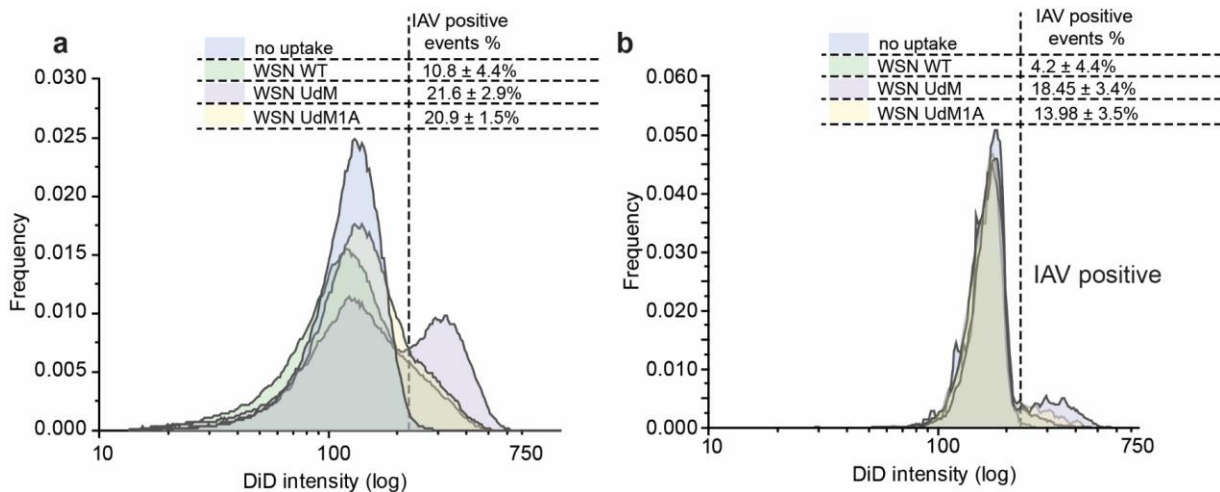 a
IAV positive
events %
no uptake
WSN WT 10.8 ± 4.4%
WSN UdM 21.6 ± 2.9%
WSN UdM1A 20.9 ± 1.5%
0.030
0.025
0.020
0.015
0.010
0.005
0.000
Frequency
10 100 750
DiD intensity (log)
b
IAV positive
events %
no uptake
WSN WT 4.2 ± 4.4%
WSN UdM 18.45 ± 3.4%
WSN UdM1A 13.98 ± 3.5%
0.060
0.050
0.040
0.030
0.020
0.010
0.000
Frequency
IAV positive
10 100 750
DiD intensity (log)